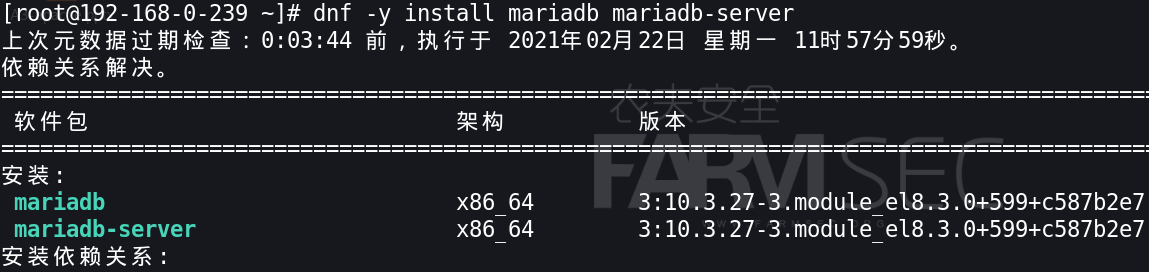 [root@192-168-0-239 ~]# dnf -y install mariadb mariadb-server
上次元数据过期检查：0:03:44 前，执行于 2021年02月22日 星期一 11时57分59秒。
依赖关系解决。
农夫安全
软件包 架构 版本
FARMSEC
安装:
mariadb x86_64 3:10.3.27-3.module_el8.3.0+599+c587b2e7
mariadb-server x86_64 3:10.3.27-3.module_el8.3.0+599+c587b2e7
安装依赖关系: